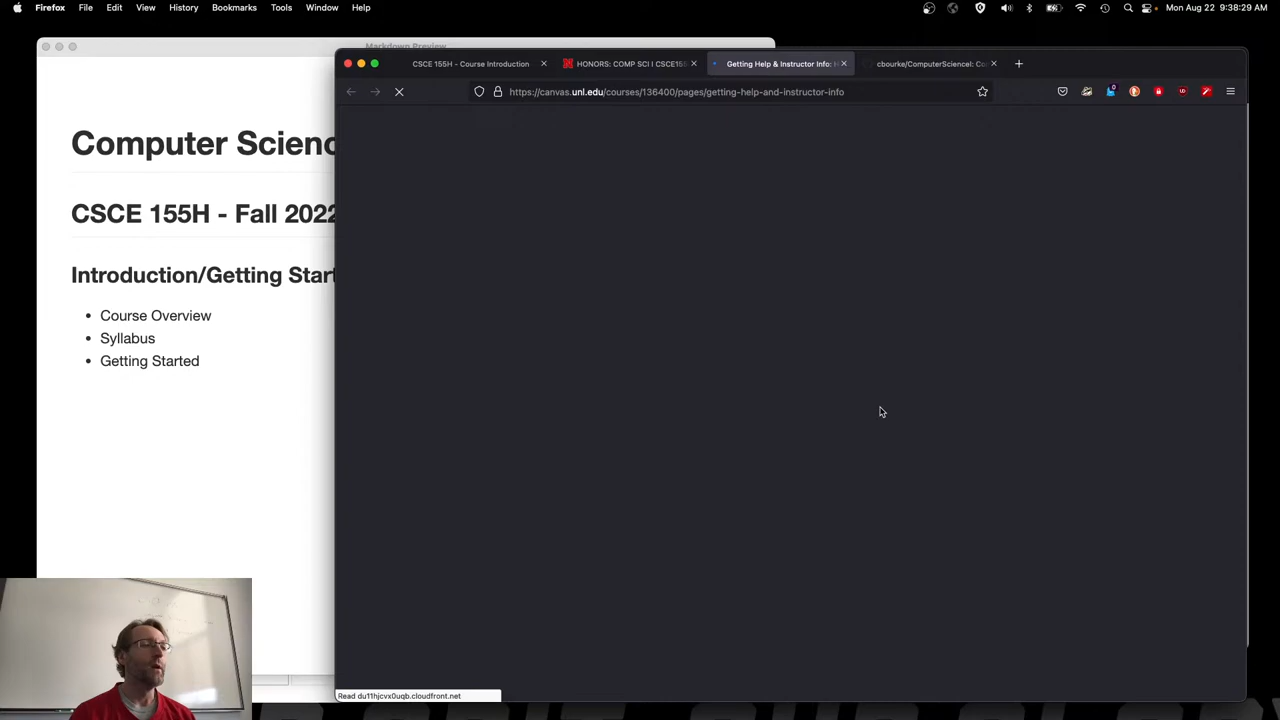 Firefox File Edit View History Bookmarks Tools Window Help Mon Aug 22 9:38:29 AM
Markdown Preview
CSCE 155H - Course Introduction HONORS: COMP SCI I CSCE155 Getting Help & Instructor Info: H cbourke/ComputerScienceI: Co
https://canvas.unl.edu/courses/136400/pages/getting-help-and-instructor-info
Computer Scienc
CSCE 155H - Fall 2022
Introduction/Getting Start
• Course Overview
• Syllabus
• Getting Started
Read du11hjcvx0uqb.cloudfront.net